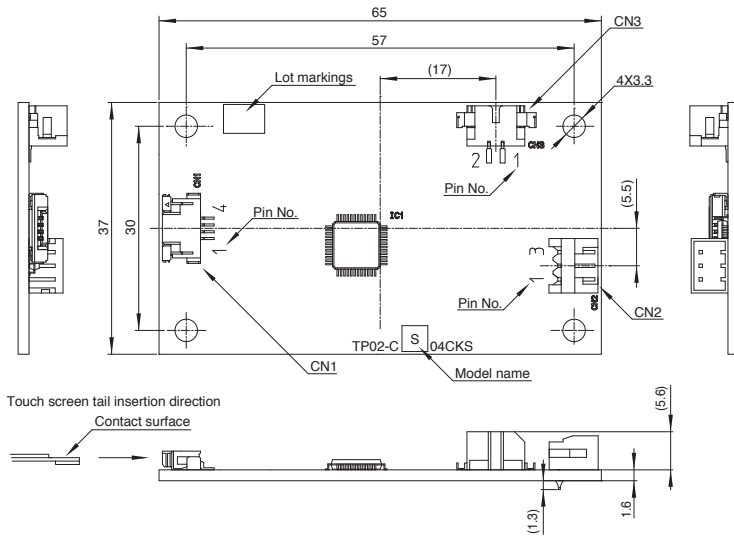 65
57
CN3
(17)
Lot markings
4X3.3
CN3
2
1
Pin No.
CN1
4
Pin No.
1
IC1
(5.5)
37
30
3
1
Pin No.
CN2
CN2
S
TP02-C 04CKS
CN1
Model name
Touch screen tail insertion direction
Contact surface
(5.6)
(1.3)
1.6